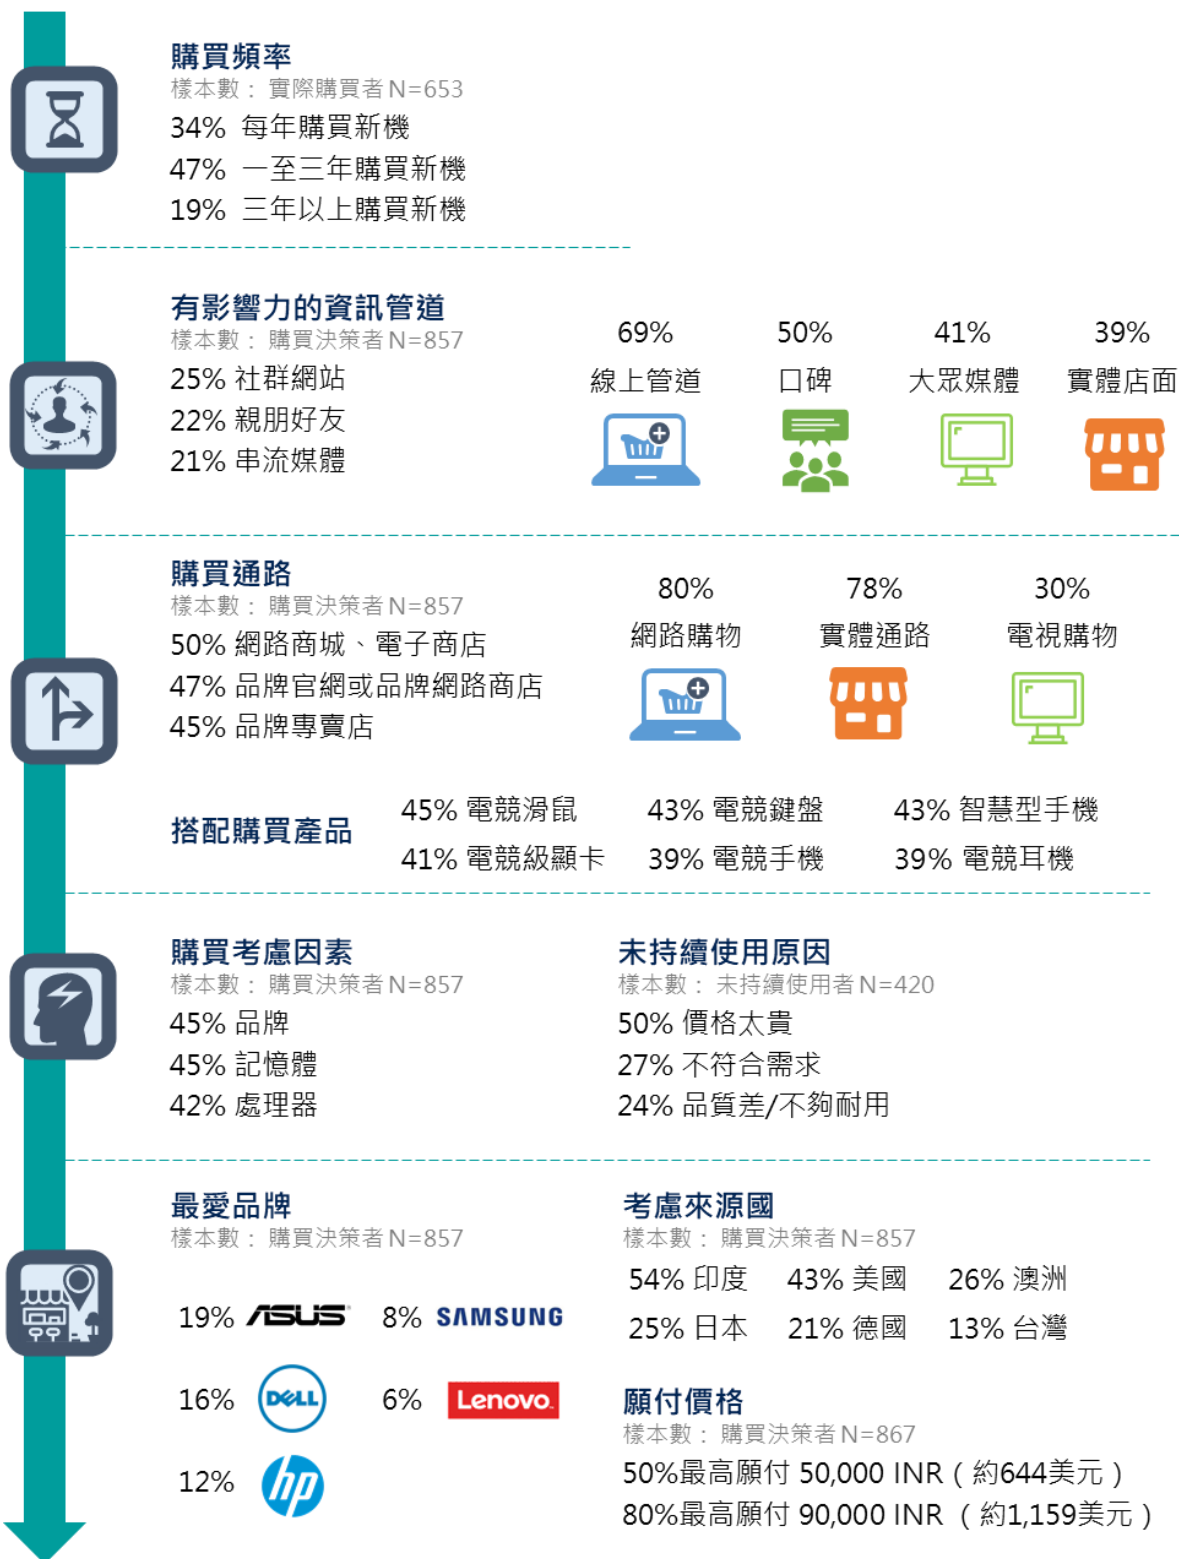 購買頻率
樣本數： 實際購買者 N=653
34% 每年購買新機
47% 一至三年購買新機
19% 三年以上購買新機
有影響力的資訊管道
樣本數： 購買決策者 N=857
25% 社群網站
22% 親朋好友
21% 串流媒體
69% 50% 41% 39%
線上管道 口碑 大眾媒體 實體店面
購買通路
樣本數： 購買決策者 N=857
50% 網路商城、電子商店
47% 品牌官網或品牌網路商店
45% 品牌專賣店
80% 78% 30%
網路購物 實體通路 電視購物
搭配購買產品
45% 電競滑鼠 43% 電競鍵盤 43% 智慧型手機
41% 電競級顯卡 39% 電競手機 39% 電競耳機
購買考慮因素
樣本數： 購買決策者 N=857
45% 品牌
45% 記憶體
42% 處理器
未持續使用原因
樣本數： 未持續使用者 N=420
50% 價格太貴
27% 不符合需求
24% 品質差/不夠耐用
最愛品牌
樣本數： 購買決策者 N=857
19% ASUS 8% SAMSUNG
16% DELL 6% Lenovo
12% hp
考慮來源國
樣本數： 購買決策者 N=857
54% 印度 43% 美國 26% 澳洲
25% 日本 21% 德國 13% 台灣
願付價格
樣本數： 購買決策者 N=867
50%最高願付 50,000 INR ( 約644美元 )
80%最高願付 90,000 INR ( 約1,159美元 )